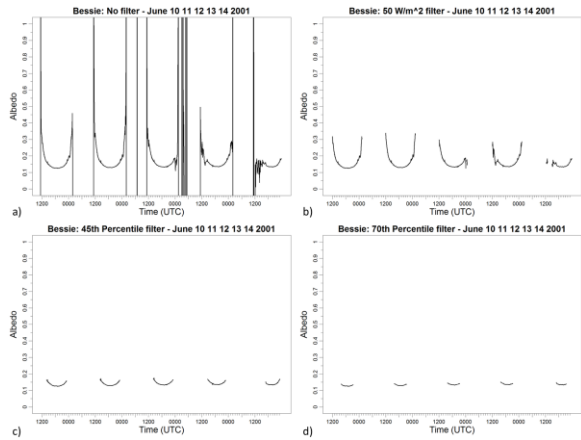 Bessie: No filter - June 10 11 12 13 14 2001
Albedo
0 0.1 0.2 0.3 0.4 0.5 0.6 0.7 0.8 0.9 1
1200 0000 1200 0000 1200 0000 1200 0000 1200
a)
Time (UTC)
Bessie: 50 W/m^2 filter - June 10 11 12 13 14 2001
Albedo
0 0.1 0.2 0.3 0.4 0.5 0.6 0.7 0.8 0.9 1
1200 0000 1200 0000 1200 0000 1200 0000 1200
b)
Time (UTC)
Bessie: 45th Percentile filter - June 10 11 12 13 14 2001
Albedo
0 0.1 0.2 0.3 0.4 0.5 0.6 0.7 0.8 0.9 1
1200 0000 1200 0000 1200 0000 1200 0000 1200
c)
Time (UTC)
Bessie: 70th Percentile filter - June 10 11 12 13 14 2001
Albedo
0 0.1 0.2 0.3 0.4 0.5 0.6 0.7 0.8 0.9 1
1200 0000 1200 0000 1200 0000 1200 0000 1200
d)
Time (UTC)